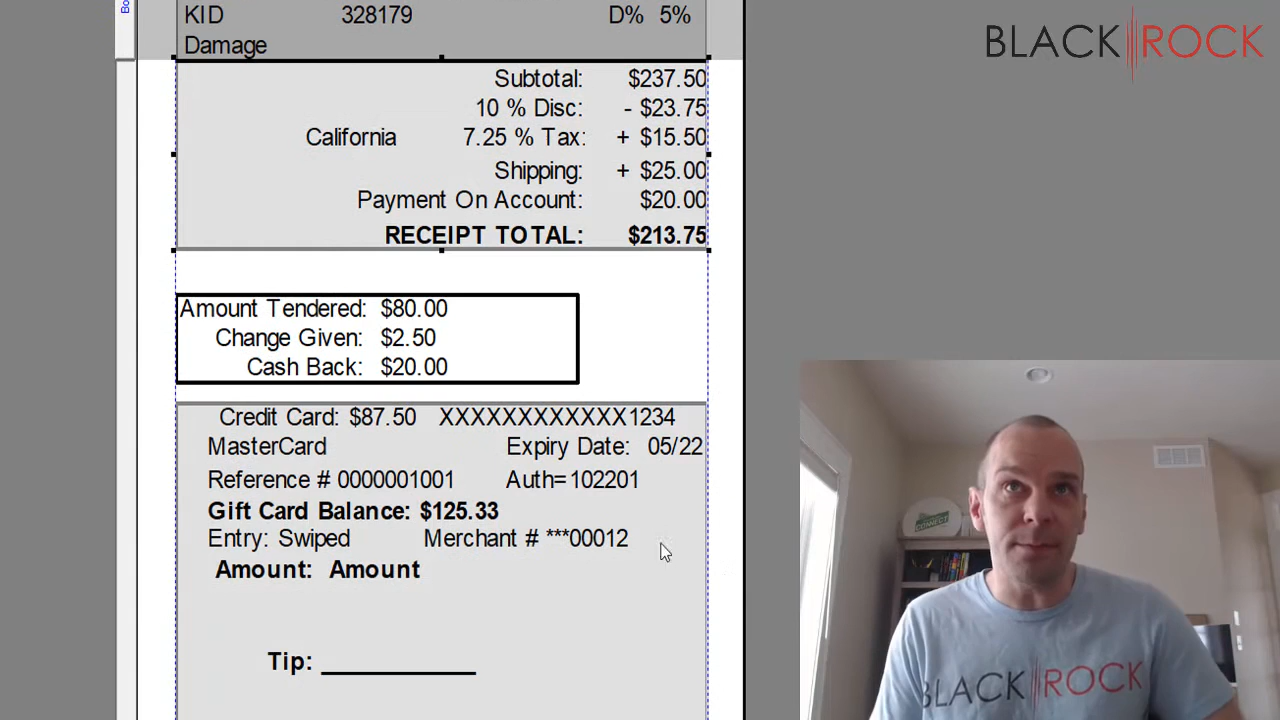 KID 328179 D% 5%
Damage
BLACK ROCK
Subtotal: $237.50
10 % Disc: - $23.75
California 7.25 % Tax: + $15.50
Shipping: + $25.00
Payment On Account: $20.00
RECEIPT TOTAL: $213.75
Amount Tendered: $80.00
Change Given: $2.50
Cash Back: $20.00
Credit Card: $87.50 XXXXXXXXXXXX1234
MasterCard Expiry Date: 05/22
Reference # 0000001001 Auth=102201
Gift Card Balance: $125.33
Entry: Swiped Merchant # ***00012
Amount: Amount
Tip:
CONNECT
BLACK ROCK